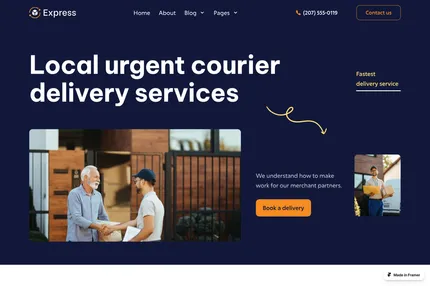 Express
Home About Blog Pages
(207) 555-0119
Contact us
Local urgent courier
delivery services
Fastest
delivery service
We understand how to make
work for our merchant partners.
Book a delivery
Made in Framer